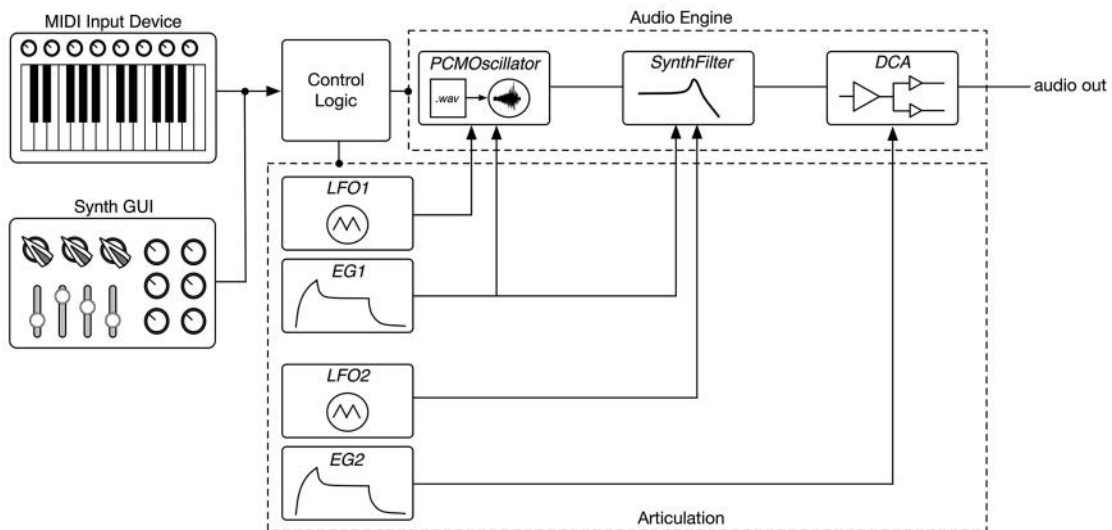 MIDI Input Device
Audio Engine
Control
Logic
PCMOscillator
.wav
SynthFilter
DCA
audio out
LFO1
Synth GUI
EG1
LFO2
EG2
Articulation